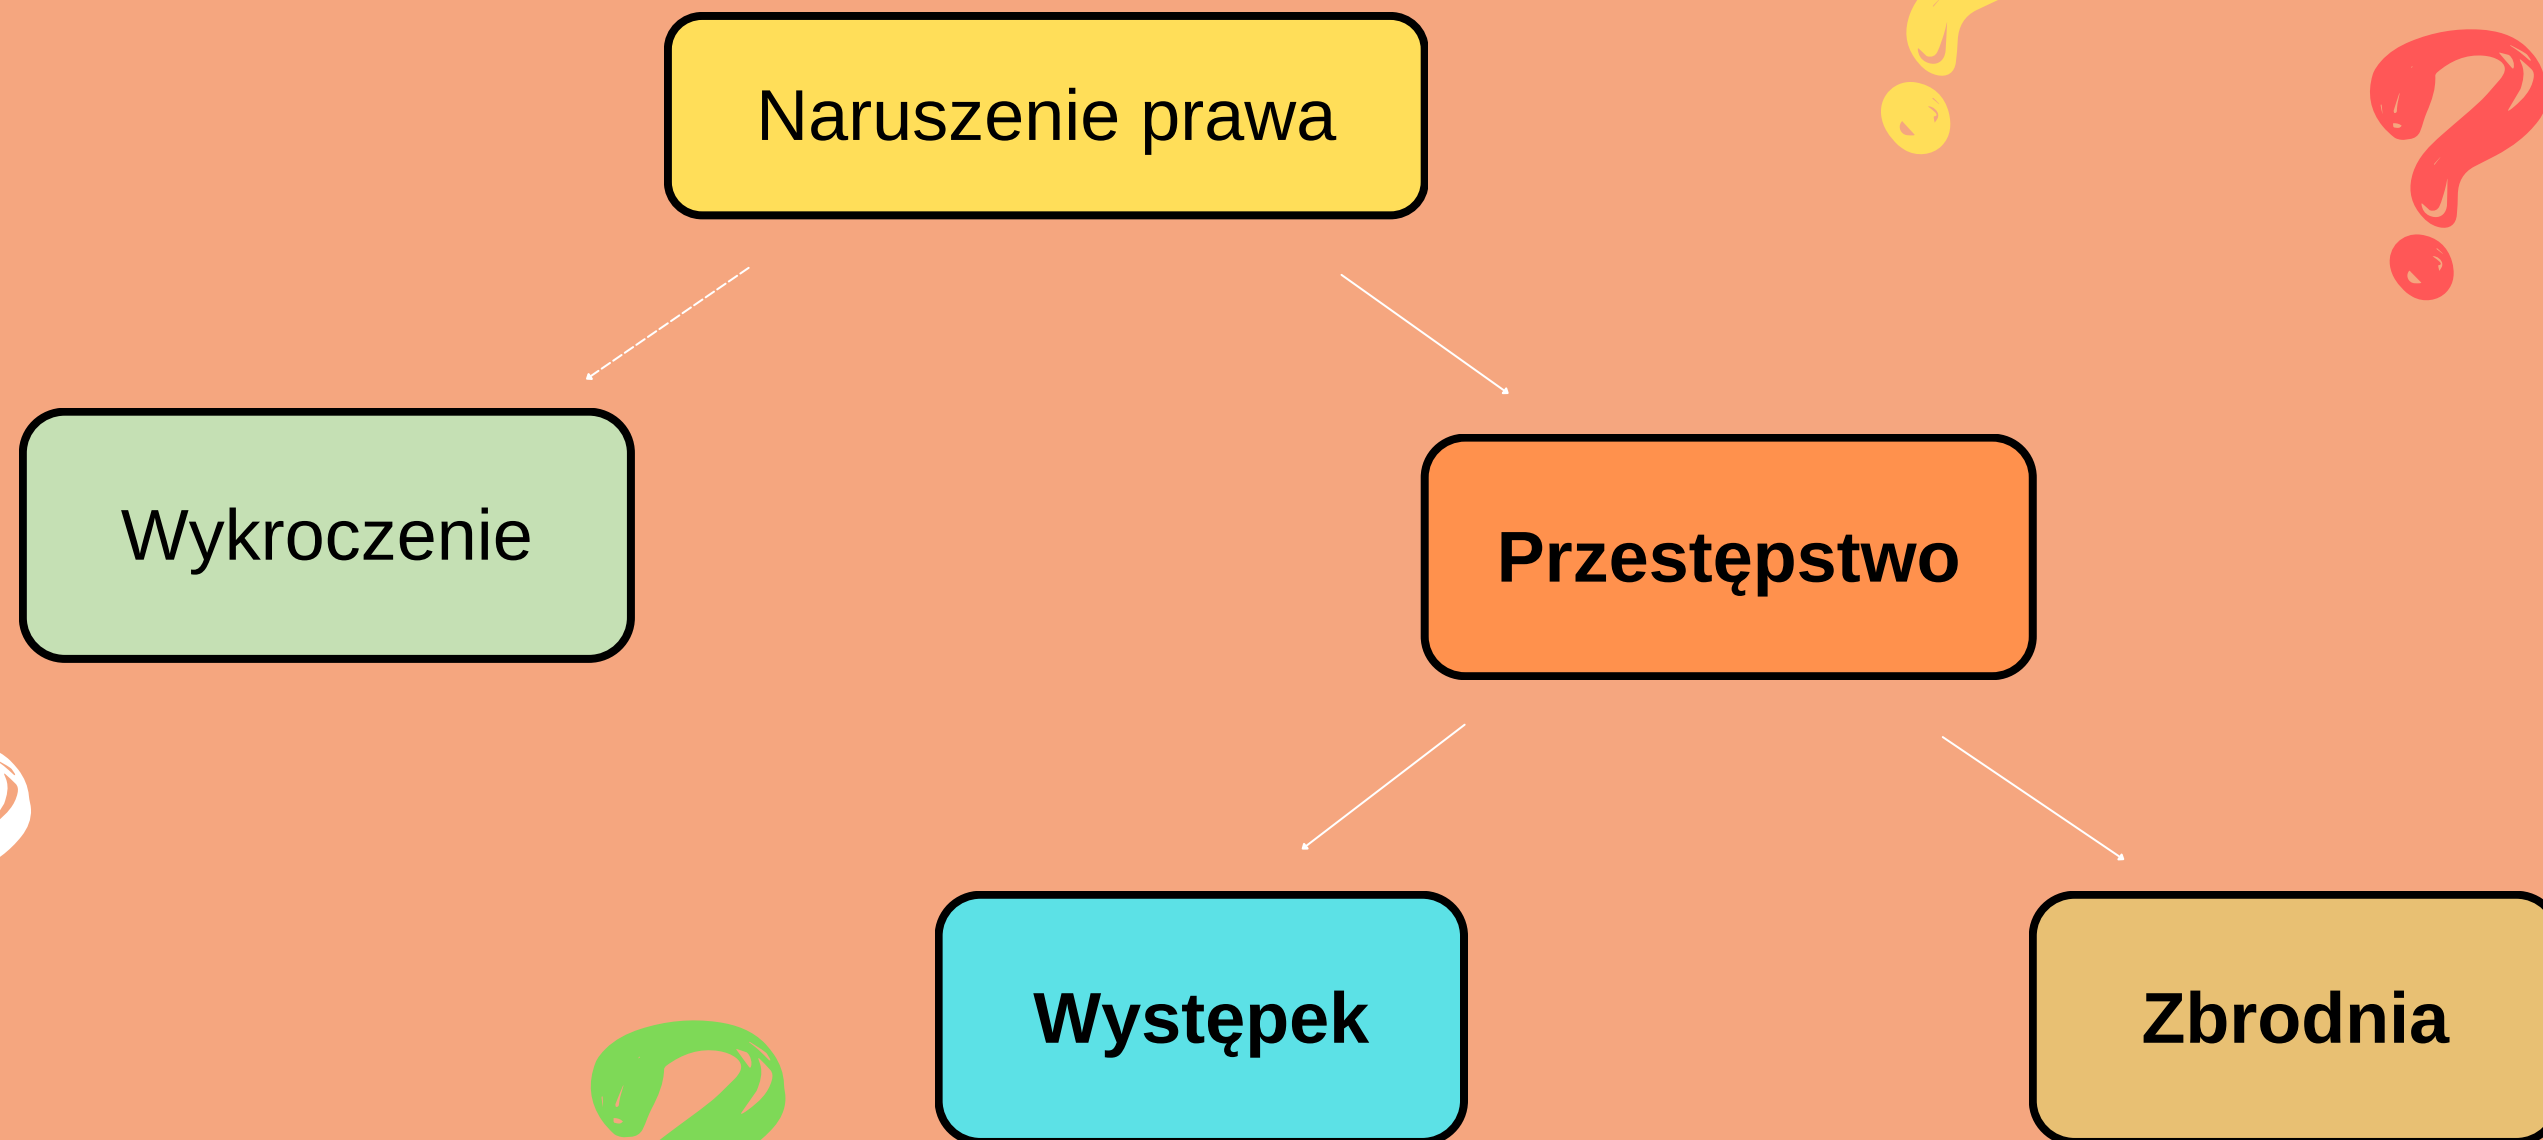 Naruszenie prawa
Wykroczenie
Przestępstwo
Występek
Zbrodnia